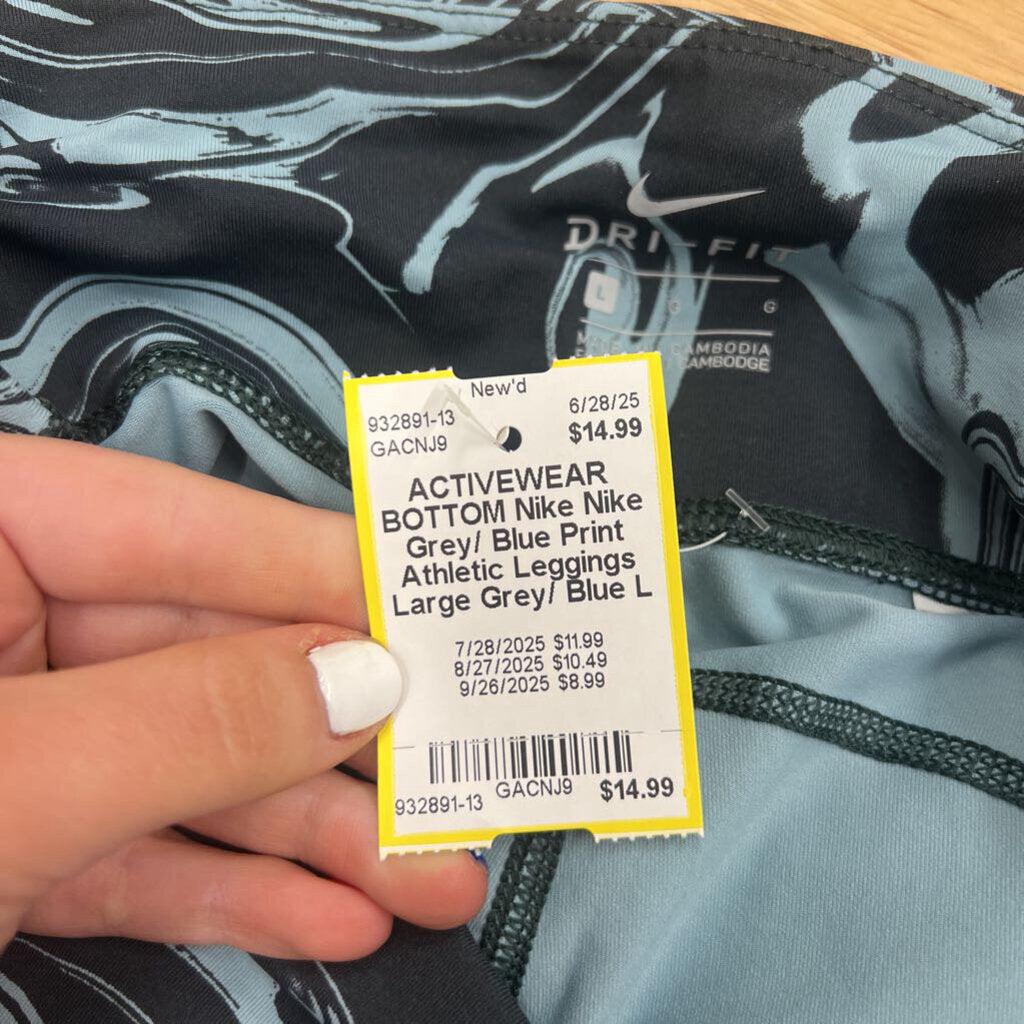 DRI-FIT
L G G
CAMBODIA
CAMBODGE
New'd
932891-13 6/28/25
GACNJ9 $14.99
ACTIVEWEAR
BOTTOM Nike Nike
Grey/ Blue Print
Athletic Leggings
Large Grey/ Blue L
7/28/2025 $11.99
8/27/2025 $10.49
9/26/2025 $8.99
932891-13 GACNJ9 $14.99